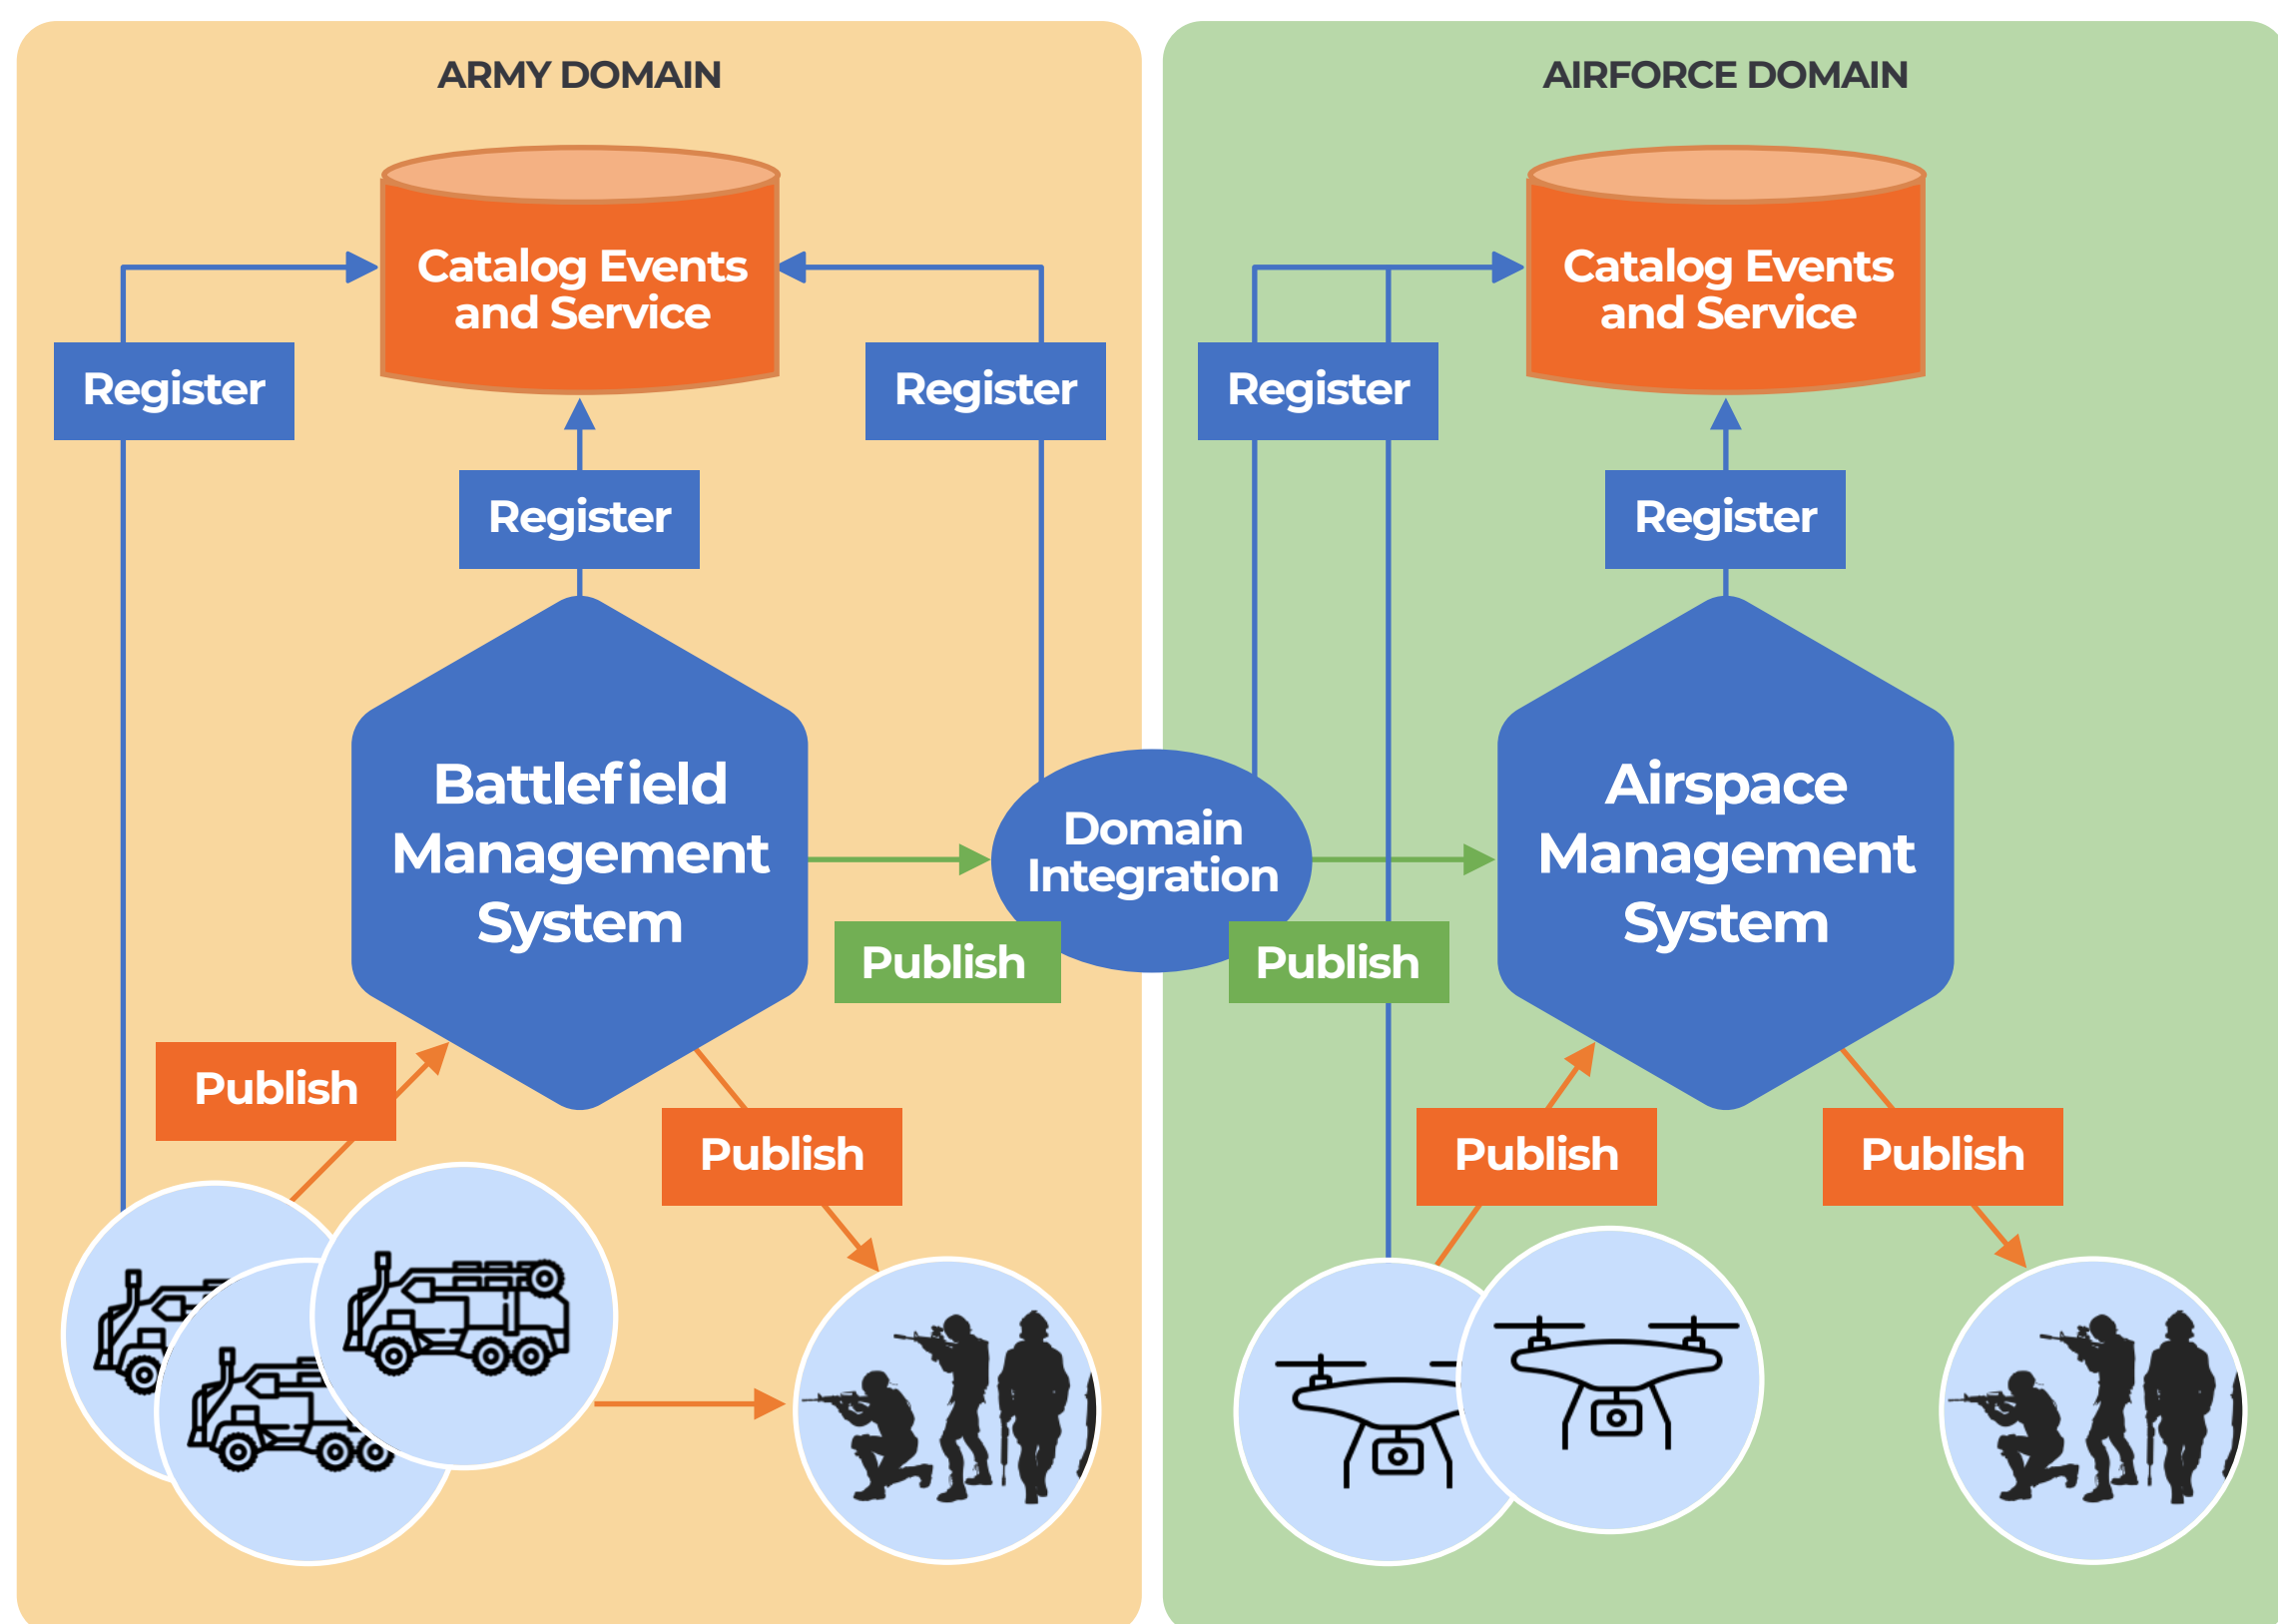 ARMY DOMAIN
Catalog Events
and Service
Register
Register
Register
Battlefield
Management
System
Domain
Integration
Publish
Publish
Publish
AIRFORCE DOMAIN
Catalog Events
and Service
Register
Register
Airspace
Management
System
Publish
Publish
Publish